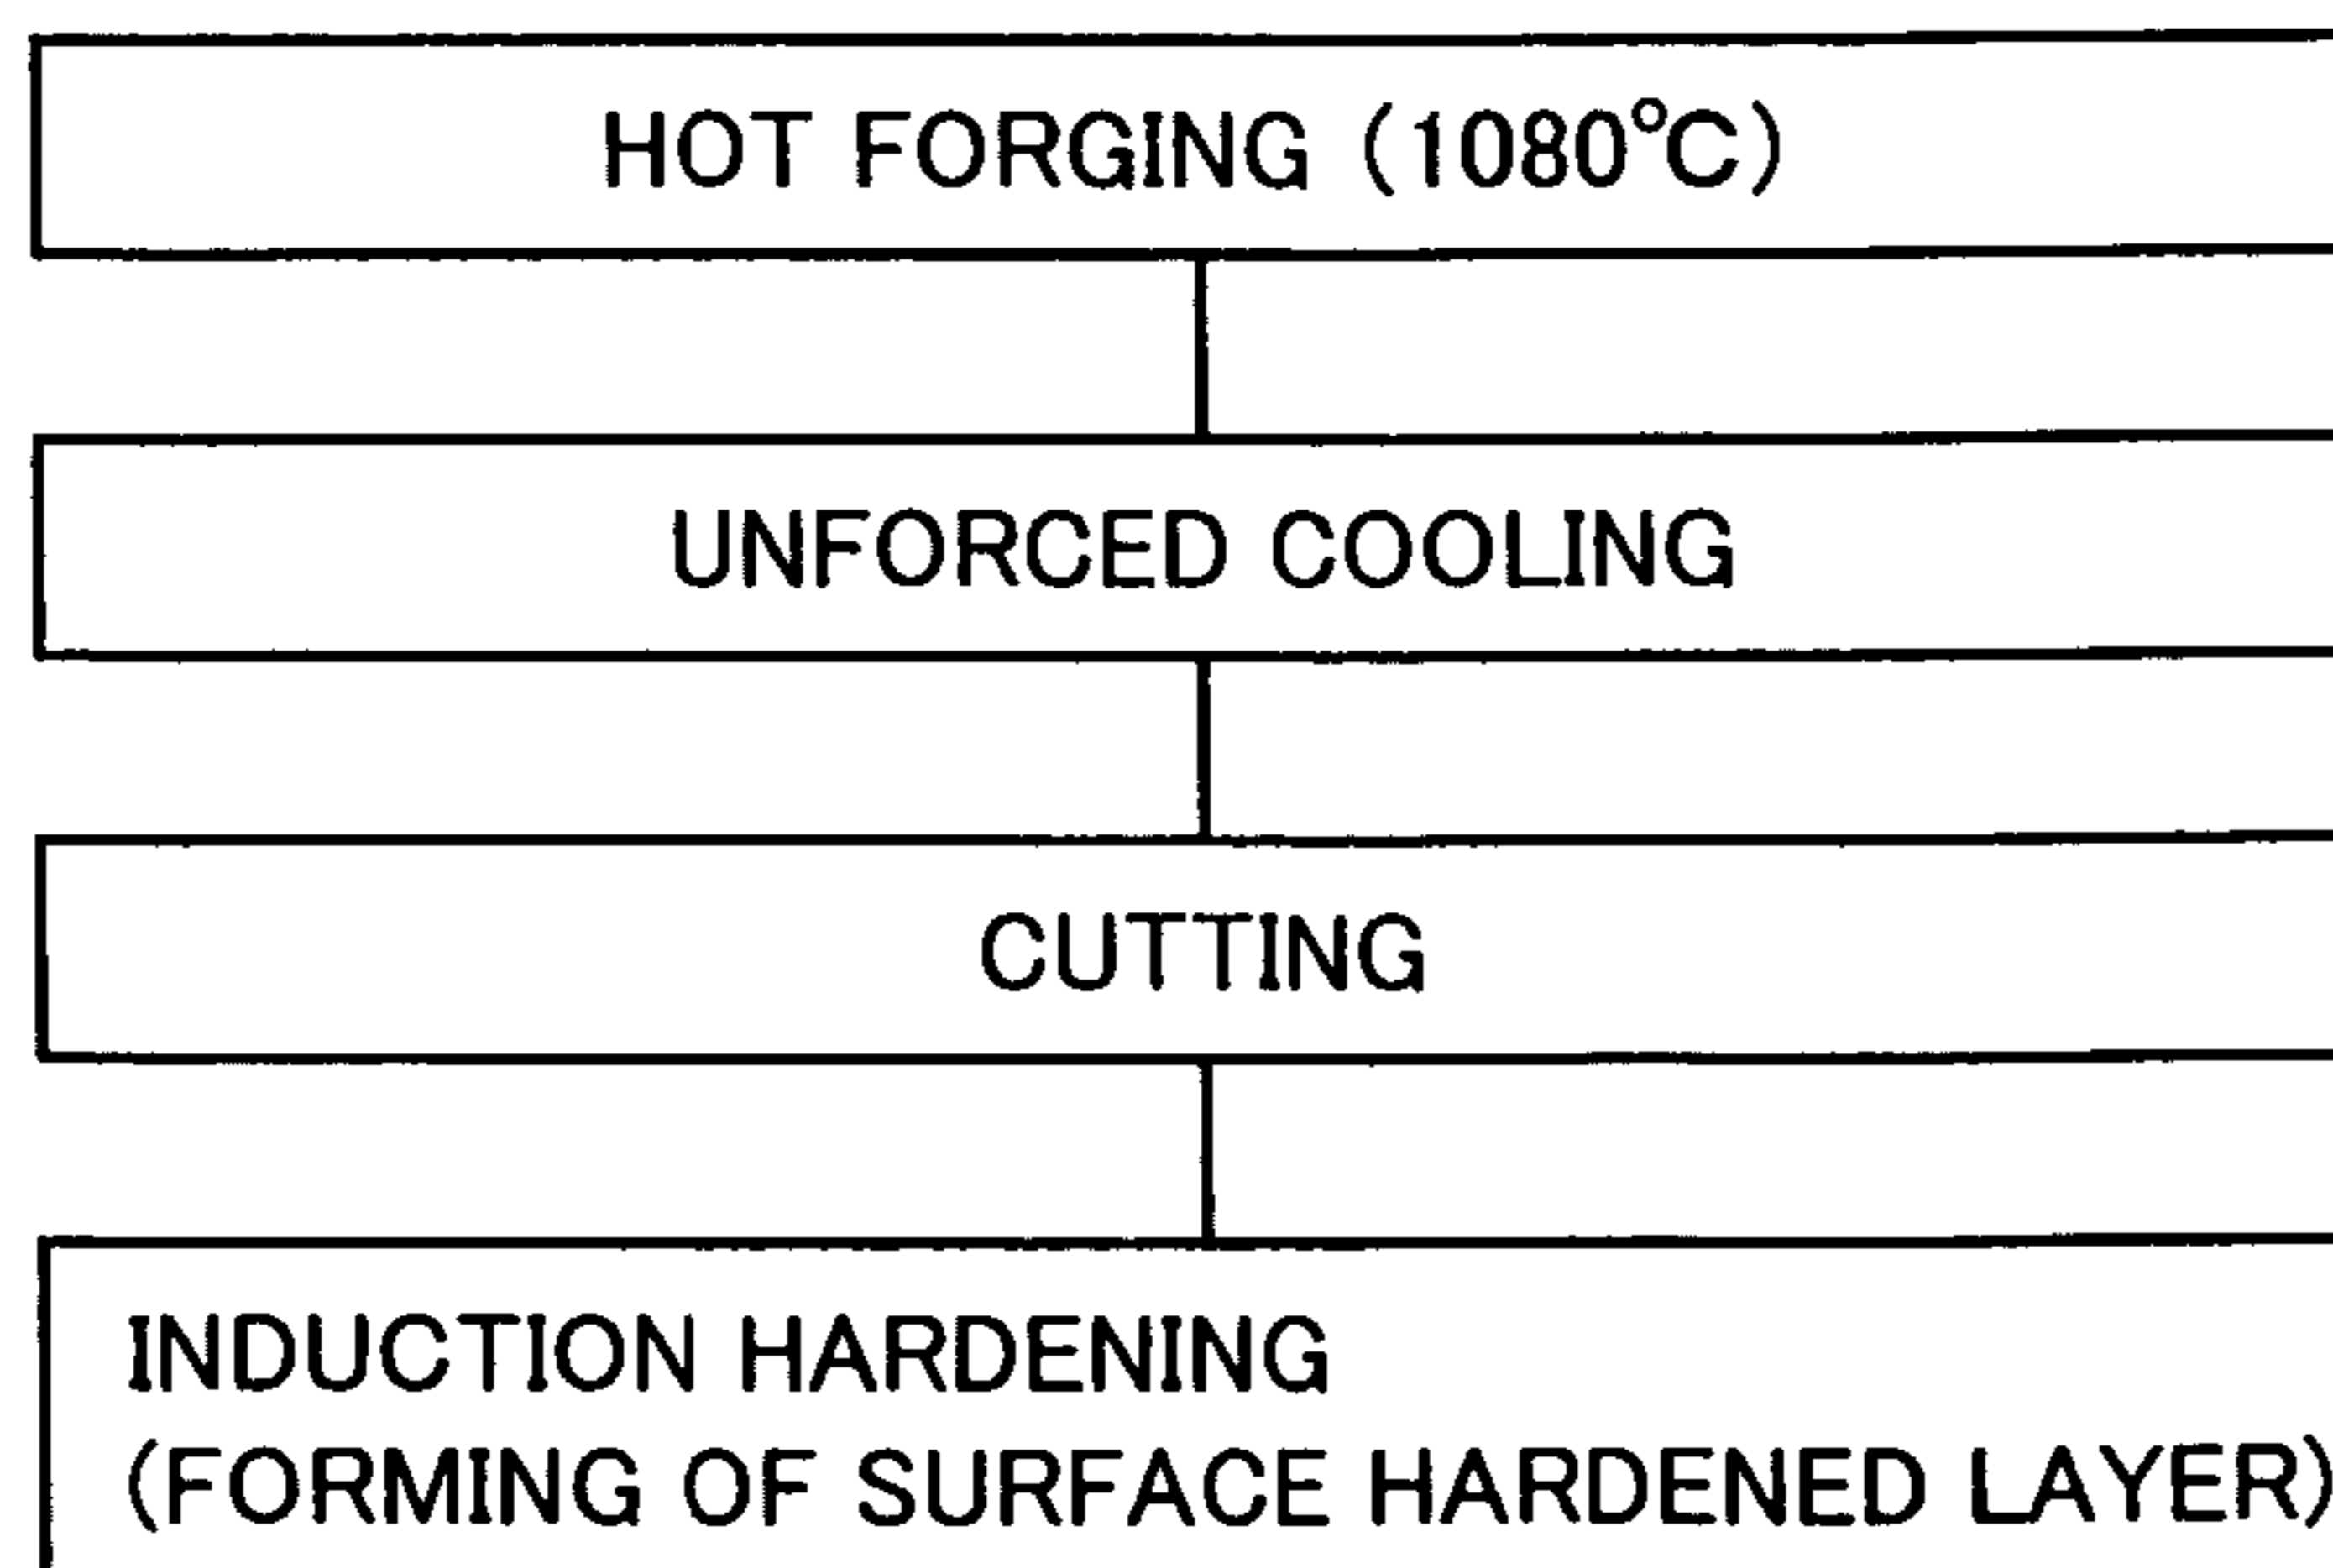 HOT FORGING (1080℃)
UNFORCED COOLING
CUTTING
INDUCTION HARDENING
(FORMING OF SURFACE HARDENED LAYER)